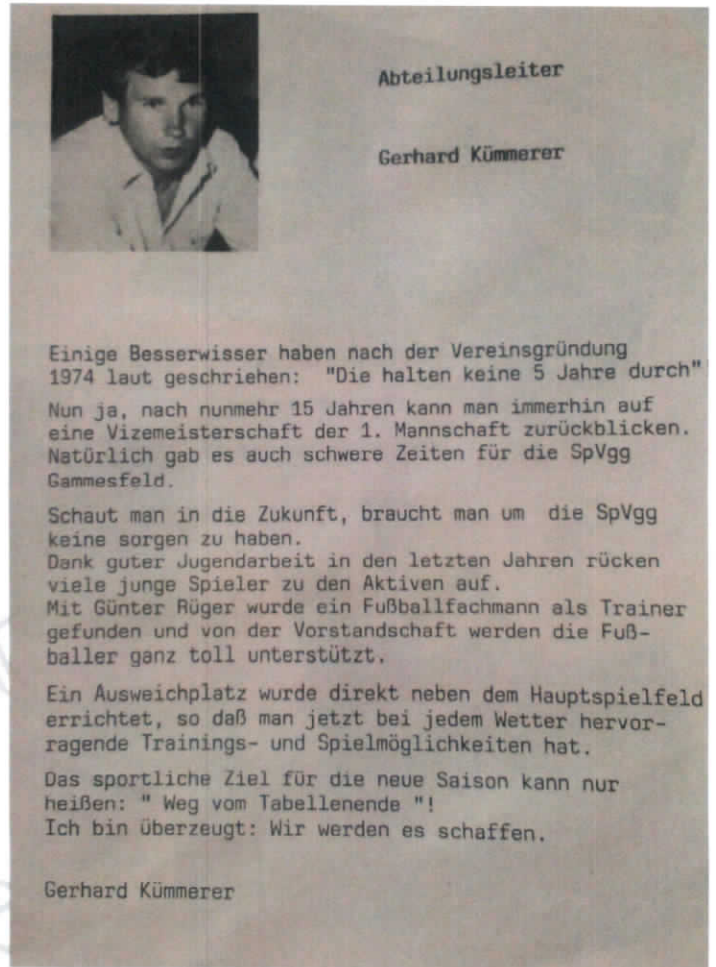 Abteilungsleiter
Gerhard Kümmerer
Einige Besserwisser haben nach der Vereinsgründung
1974 laut geschriehen:  "Die halten keine 5 Jahre durch"
Nun ja, nach nunmehr 15 Jahren kann man immerhin auf
eine Vizemeisterschaft der 1. Mannschaft zurückblicken.
Natürlich gab es auch schwere Zeiten für die SpVgg
Gammesfeld.
Schaut man in die Zukunft, braucht man um  die SpVgg
keine sorgen zu haben.
Dank guter Jugendarbeit in den letzten Jahren rücken
viele junge Spieler zu den Aktiven auf.
Mit Günter Rüger wurde ein Fußballfachmann als Trainer
gefunden und von der Vorstandschaft werden die Fuß-
baller ganz toll unterstützt.
Ein Ausweichplatz wurde direkt neben dem Hauptspielfeld
errichtet, so daß man jetzt bei jedem Wetter hervor-
ragende Trainings- und Spielmöglichkeiten hat.
Das sportliche Ziel für die neue Saison kann nur
heißen: " Weg vom Tabellenende "!
Ich bin überzeugt: Wir werden es schaffen.
Gerhard Kümmerer